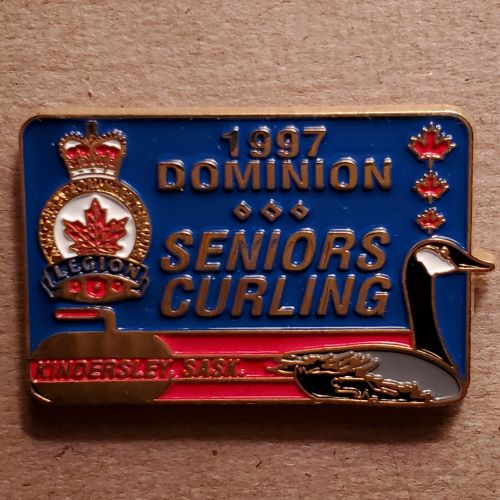 1997
DOMINION
SENIORS
CURLING
LEGION
KINDERSLEY, SASK.